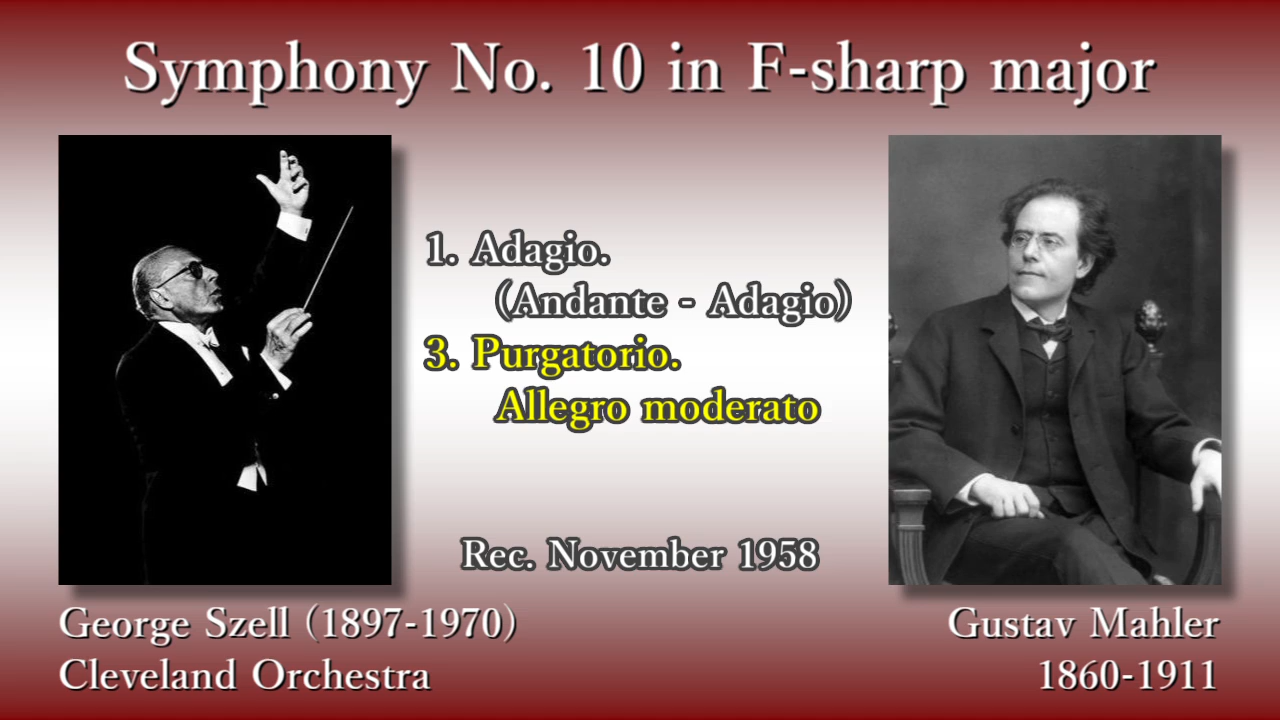 Symphony No. 10 in F-sharp major
1. Adagio.
(Andante - Adagio)
3. Purgatorio.
Allegro moderato
Rec. November 1958
George Szell (1897-1970)
Cleveland Orchestra
Gustav Mahler
1860-1911